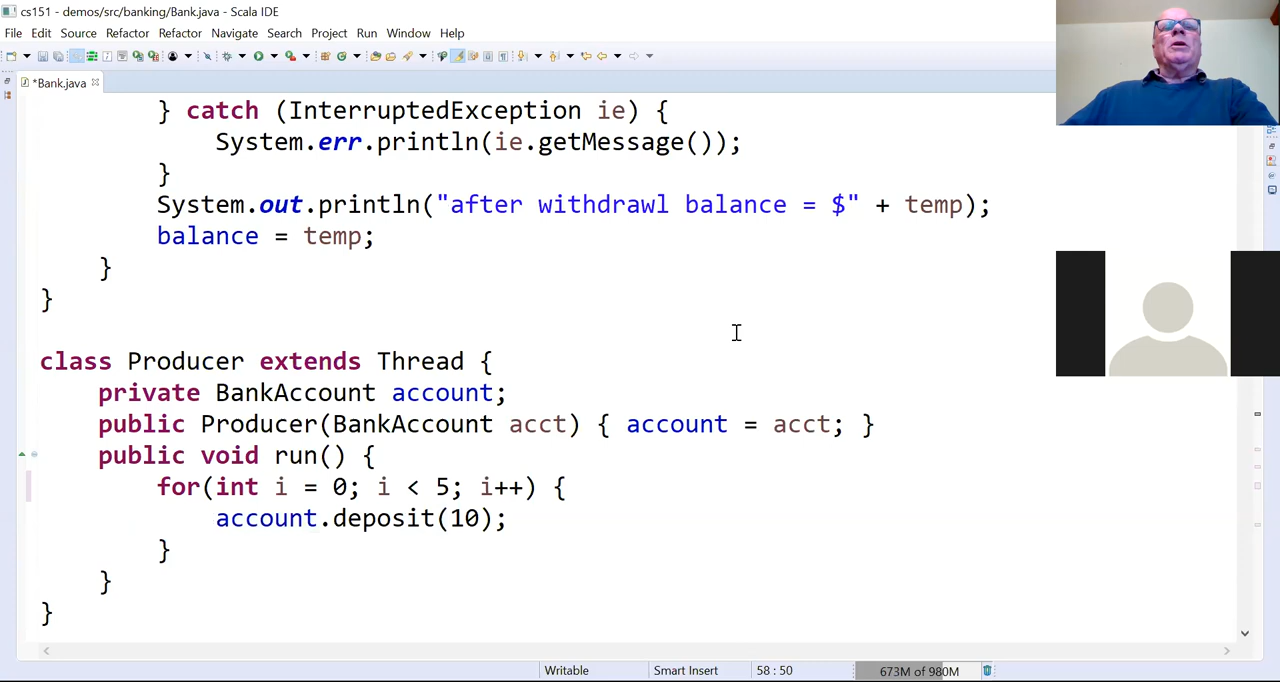 cs151 - demos/src/banking/Bank.java - Scala IDE
File Edit Source Refactor Refactor Navigate Search Project Run Window Help
*Bank.java
} catch (InterruptedException ie) {
System.err.println(ie.getMessage());
}
System.out.println("after withdrawl balance = $" + temp);
balance = temp;
}
}
class Producer extends Thread {
private BankAccount account;
public Producer(BankAccount acct) { account = acct; }
public void run() {
for(int i = 0; i < 5; i++) {
account.deposit(10);
}
}
}
Writable Smart Insert 58 : 50 673M of 980M